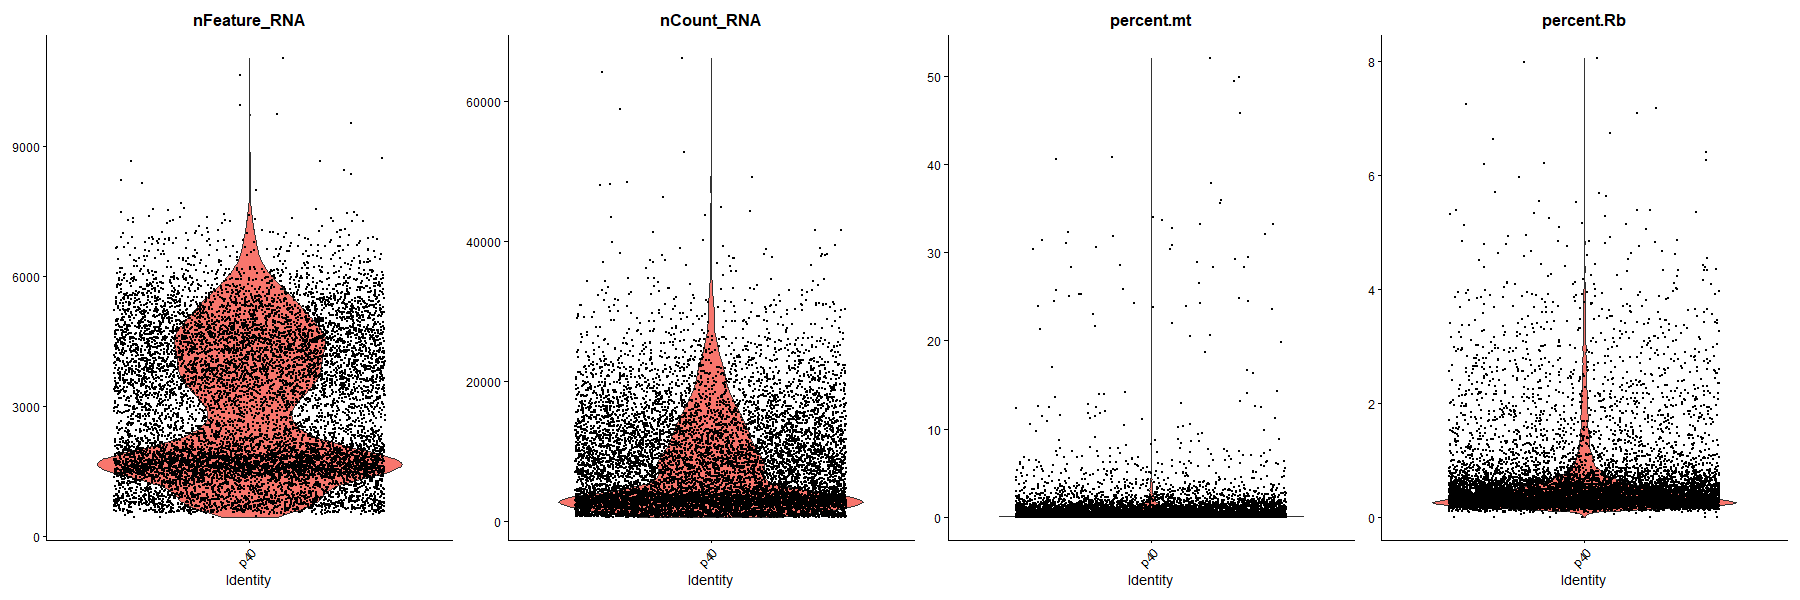 nFeature_RNA
9000
6000
3000
0
p40
Identity
nCount_RNA
60000
40000
20000
0
p40
Identity
percent.mt
50
40
30
20
10
0
p40
Identity
percent.Rb
8
6
4
2
0
p40
Identity